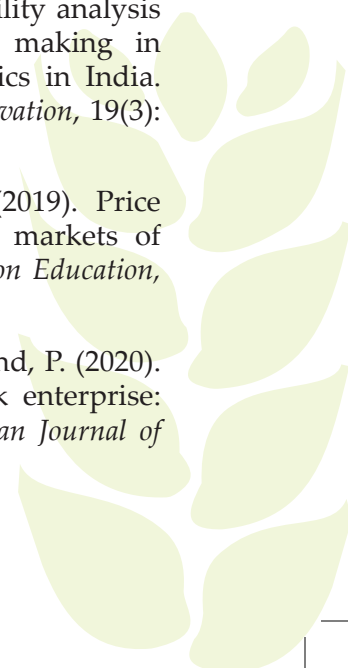 ility analysis
making in
ics in India.
vation, 19(3):
(2019). Price
markets of
on Education,
nd, P. (2020).
k enterprise:
an Journal of